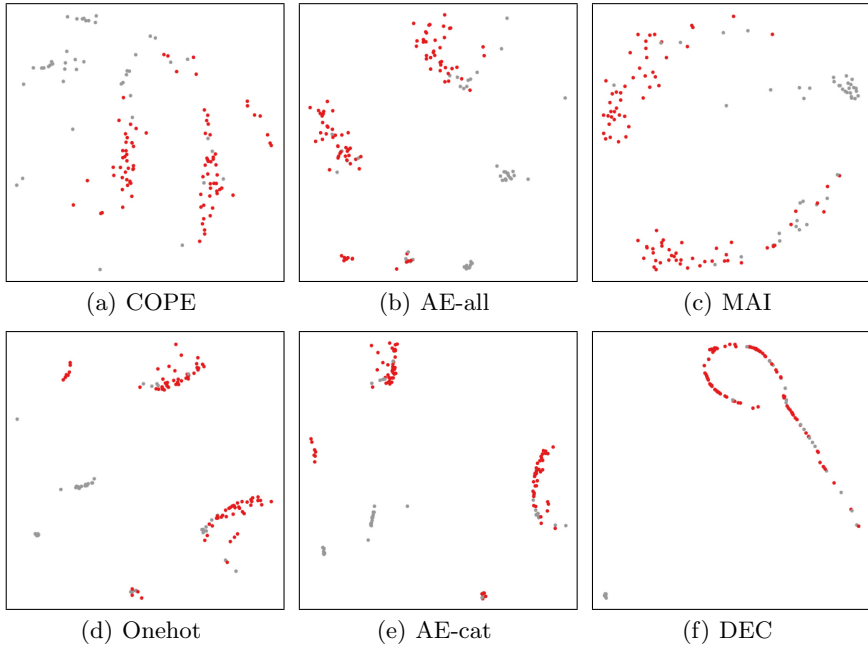 (a) COPE
(b) AE-all
(c) MAI
(d) Onehot
(e) AE-cat
(f) DEC